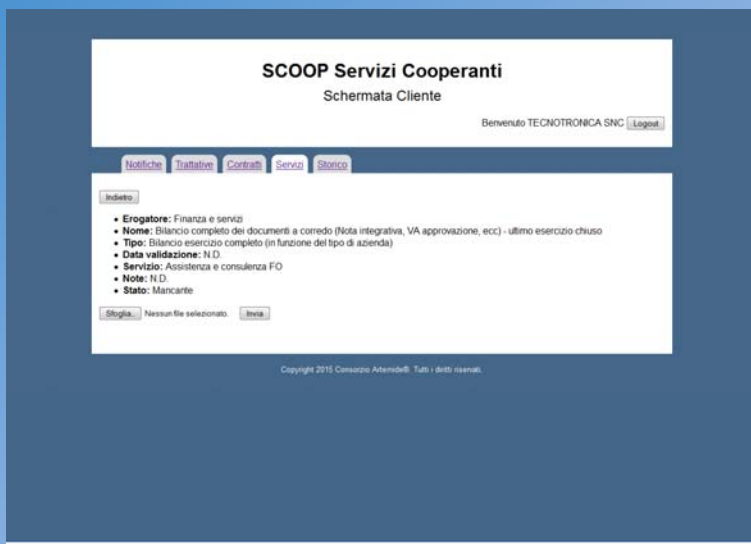 SCOOP Servizi Cooperanti
Schermata Cliente
Benvenuto TECNOTRONICA SNC Logout
Notifiche Trattative Contratti Servizi Storico
Indietro
• Erogatore: Finanza e servizi
• Nome: Bilancio completo dei documenti a corredo (Nota integrativa, VA approvazione, ecc) - ultimo esercizio chiuso
• Tipo: Bilancio esercizio completo (in funzione del tipo di azienda)
• Data validazione: N.D.
• Servizio: Assistenza e consulenza FO
• Note: N.D.
• Stato: Mancante
Sfoglia... Nessun file selezionato. Invia
Copyright 2015 Consorzio Artemide®. Tutti i diritti riservati.